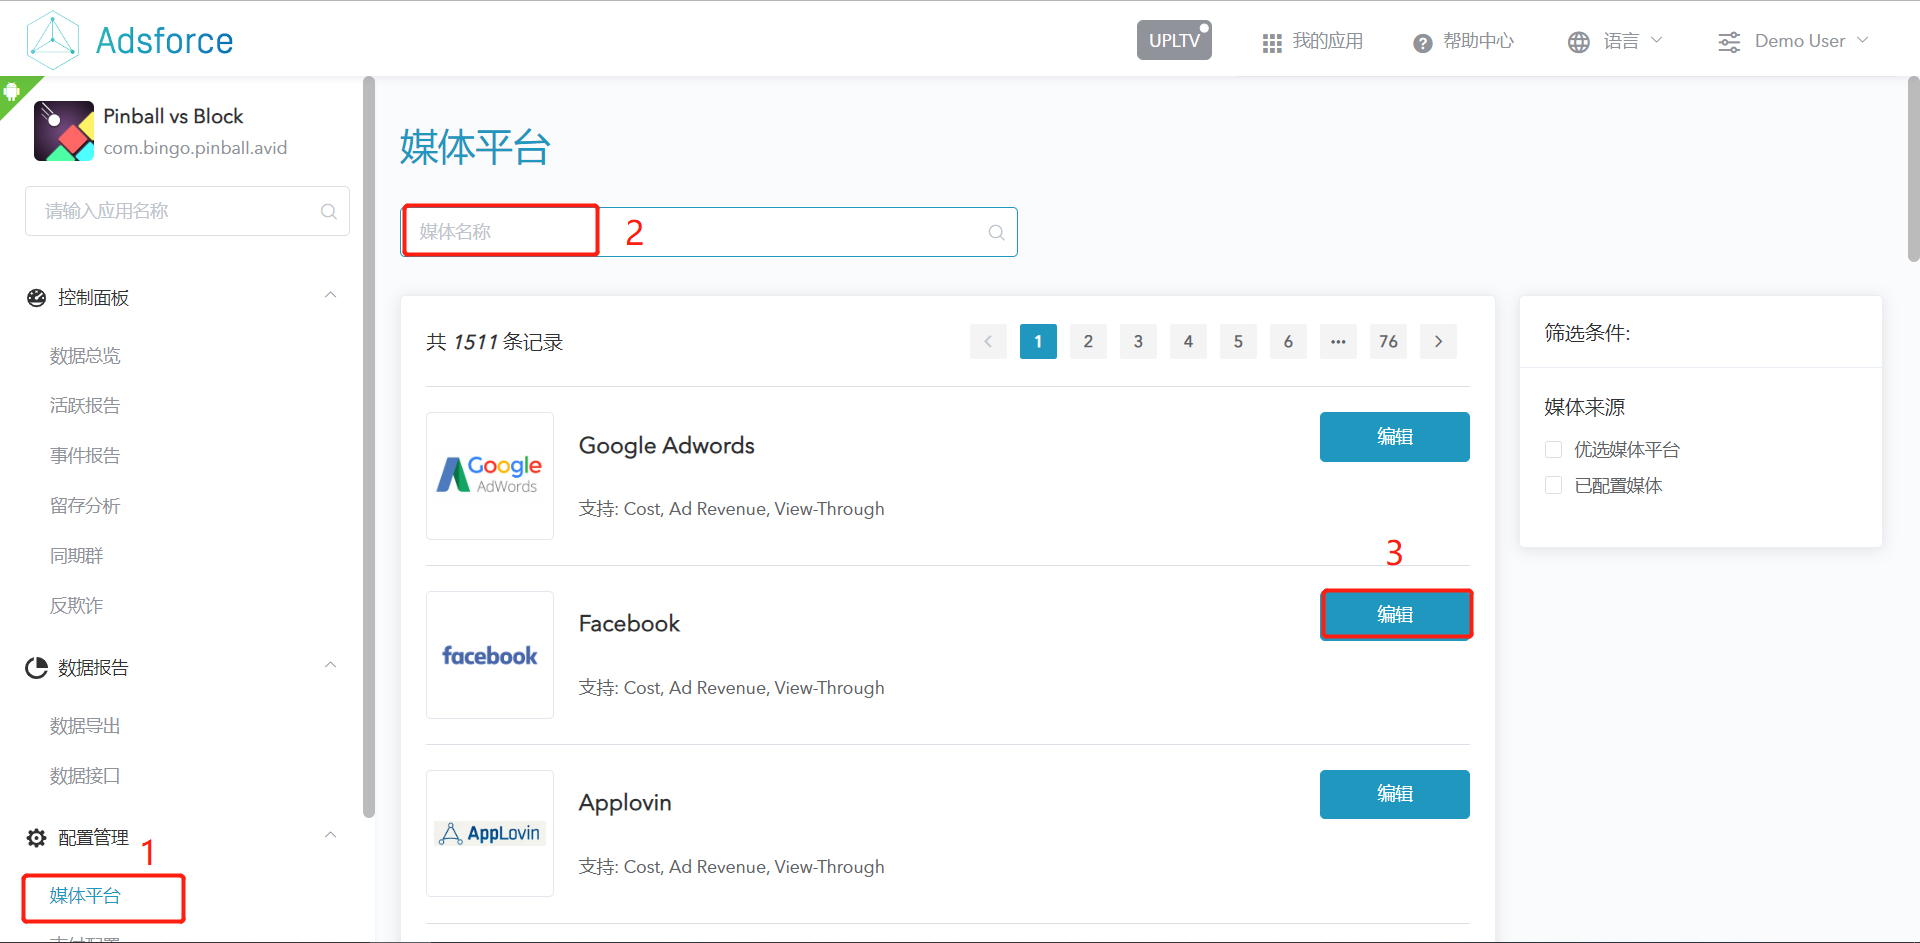 Adsforce
UPLTV
我的应用
帮助中心
语言
Demo User
Pinball vs Block
com.bingo.pinball.avid
请输入应用名称
控制面板
数据总览
活跃报告
事件报告
留存分析
同期群
反欺诈
数据报告
数据导出
数据接口
配置管理
1
媒体平台
媒体平台
媒体名称
2
共 1511 条记录
1 2 3 4 5 6 ••• 76
Google AdWords
Google Adwords
支持: Cost, Ad Revenue, View-Through
编辑
3
facebook
Facebook
支持: Cost, Ad Revenue, View-Through
编辑
AppLovin
Applovin
支持: Cost, Ad Revenue, View-Through
编辑
筛选条件:
媒体来源
优选媒体平台
已配置媒体